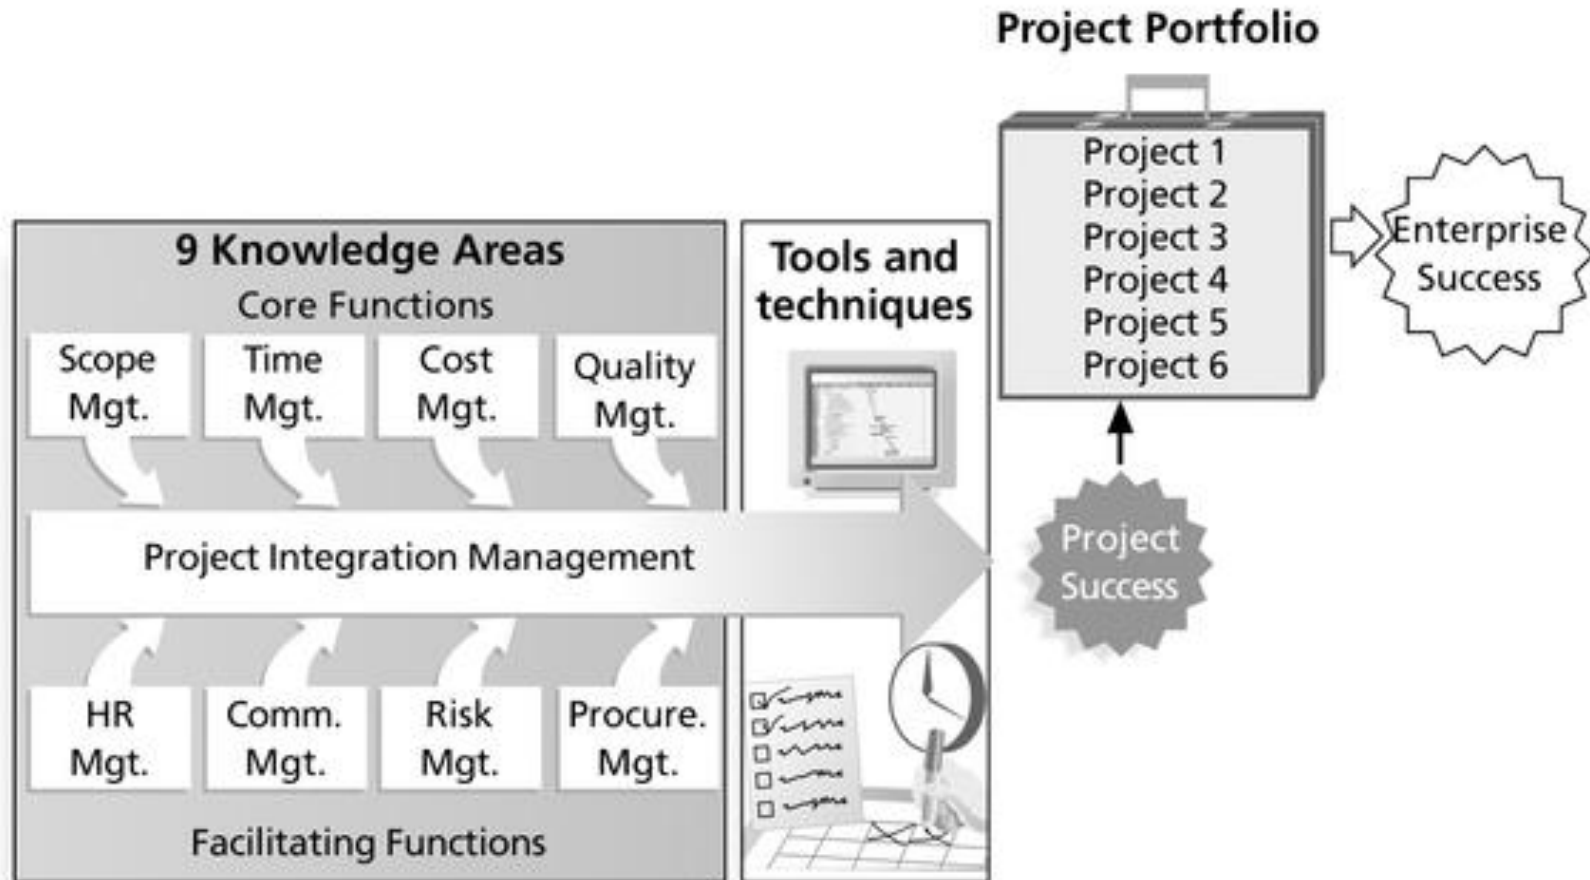 Project Portfolio
Project 1
Project 2
Project 3
Project 4
Project 5
Project 6
Enterprise
Success
9 Knowledge Areas
Core Functions
Scope
Mgt.
Time
Mgt.
Cost
Mgt.
Quality
Mgt.
Tools and
techniques
Project Integration Management
Project
Success
HR
Mgt.
Comm.
Mgt.
Risk
Mgt.
Procure.
Mgt.
Facilitating Functions